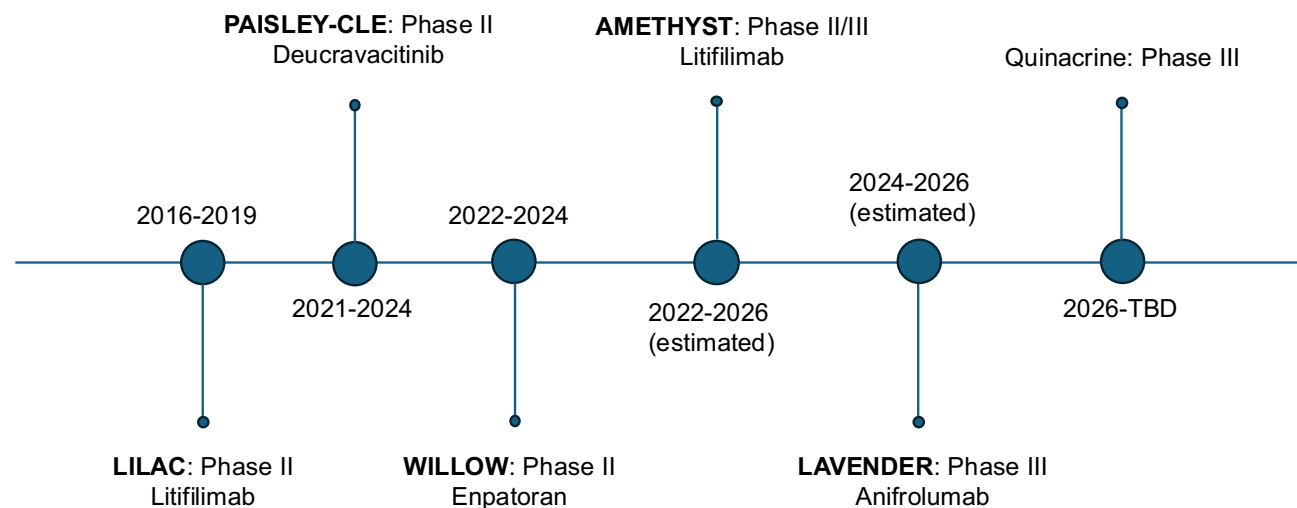 PAISLEY-CLE: Phase II
Deucravacitinib
AMETHYST: Phase II/III
Litifilimab
Quinacrine: Phase III
2016-2019
2022-2024
2024-2026
(estimated)
2021-2024
2022-2026
(estimated)
2026-TBD
LILAC: Phase II
Litifilimab
WILLOW: Phase II
Enpatoran
LAVENDER: Phase III
Anifrolumab